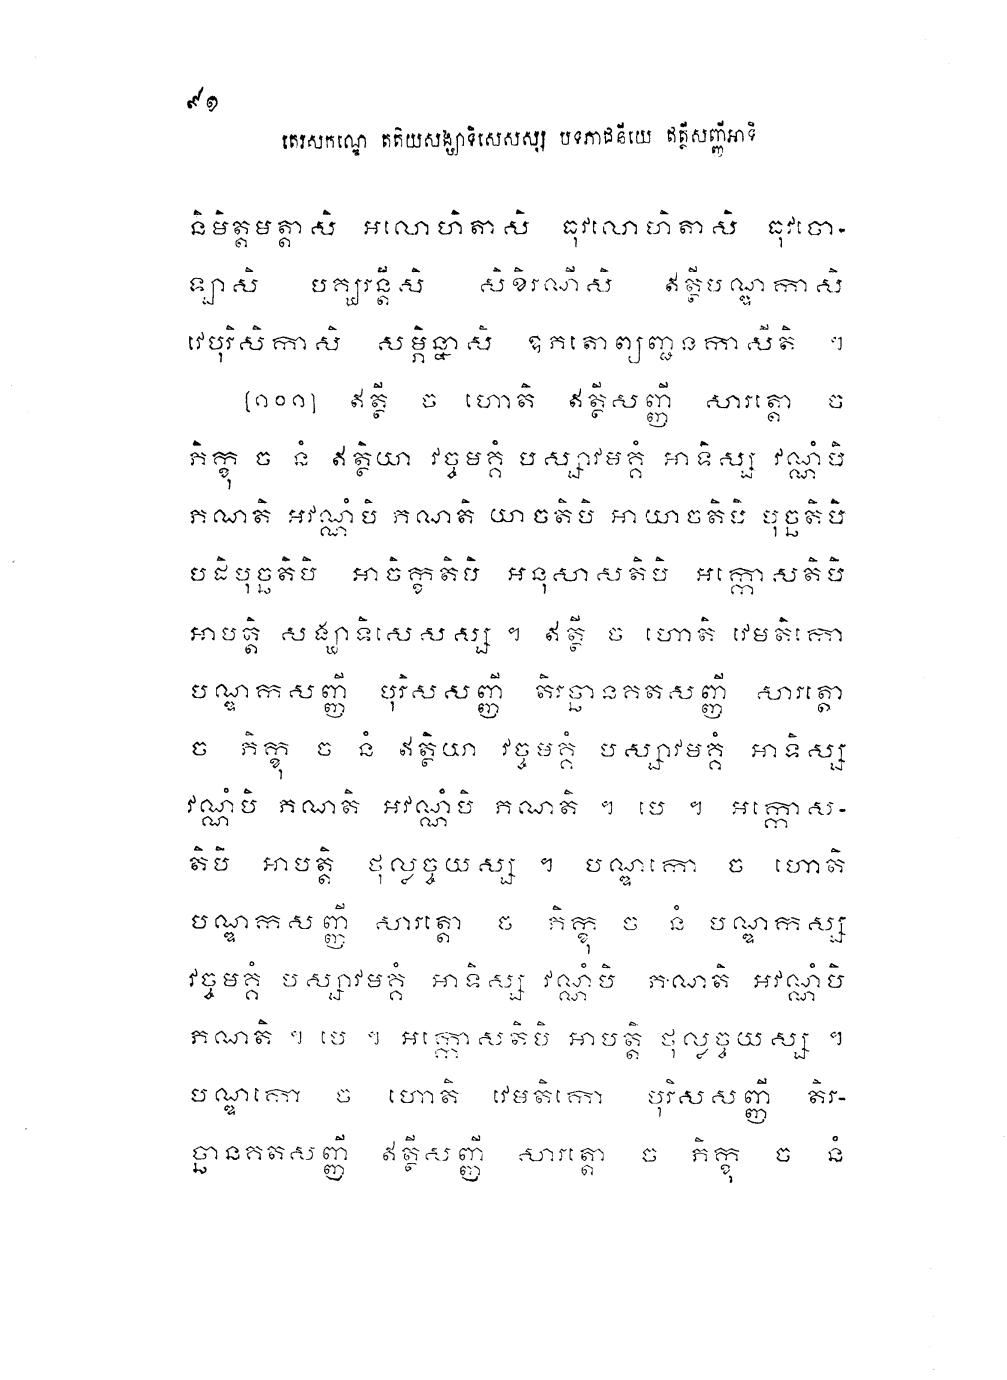 ៩១
តេរសកណ្ឌេ តតិយសង្ឃាទិសេសស្ស បទភាជនីយេ ឥត្ថីសញ្ញីអាទិ
និមិត្តមត្តាសិ អលោហិតាសិ ធុវលោហិតាសិ ធុវចោ-
ឡាសិ បគ្ឃរន្តីសិ សិខិរណីសិ ឥត្ថីបណ្ឌកាសិ
វេបុរិសិកាសិ សម្ភិន្នាសិ ឧភតោព្យញ្ជនកាសីតិ ។
[៣០៣] ឥត្ថី ច ហោតិ ឥត្ថីសញ្ញី សារត្តោ ច
ភិក្ខុ ច នំ ឥត្ថិយា វច្ចមគ្គំ បស្សាវមគ្គំ អាទិស្ស វណ្ណំបិ
ភណតិ អវណ្ណំបិ ភណតិ យាចតិបិ អាយាចតិបិ បុច្ឆតិបិ
បដិបុច្ឆតិបិ អាចិក្ខតិបិ អនុសាសតិបិ អក្កោសតិបិ
អាបត្តិ សង្ឃាទិសេសស្ស ។ ឥត្ថី ច ហោតិ វេមតិកោ
បណ្ឌកសញ្ញី បុរិសសញ្ញី តិរច្ឆានគតសញ្ញី សារត្តោ
ច ភិក្ខុ ច នំ ឥត្ថិយា វច្ចមគ្គំ បស្សាវមគ្គំ អាទិស្ស
វណ្ណំបិ ភណតិ អវណ្ណំបិ ភណតិ ។ បេ ។ អក្កោស-
តិបិ អាបត្តិ ថុល្លច្ចយស្ស ។ បណ្ឌកោ ច ហោតិ
បណ្ឌកសញ្ញី សារត្តោ ច ភិក្ខុ ច នំ បណ្ឌកស្ស
វច្ចមគ្គំ បស្សាវមគ្គំ អាទិស្ស វណ្ណំបិ ភណតិ អវណ្ណំបិ
ភណតិ ។ បេ ។ អក្កោសតិបិ អាបត្តិ ថុល្លច្ចយស្ស ។
បណ្ឌកោ ច ហោតិ វេមតិកោ បុរិសសញ្ញី តិរ-
ច្ឆានគតសញ្ញី ឥត្ថីសញ្ញី សារត្តោ ច ភិក្ខុ ច នំ